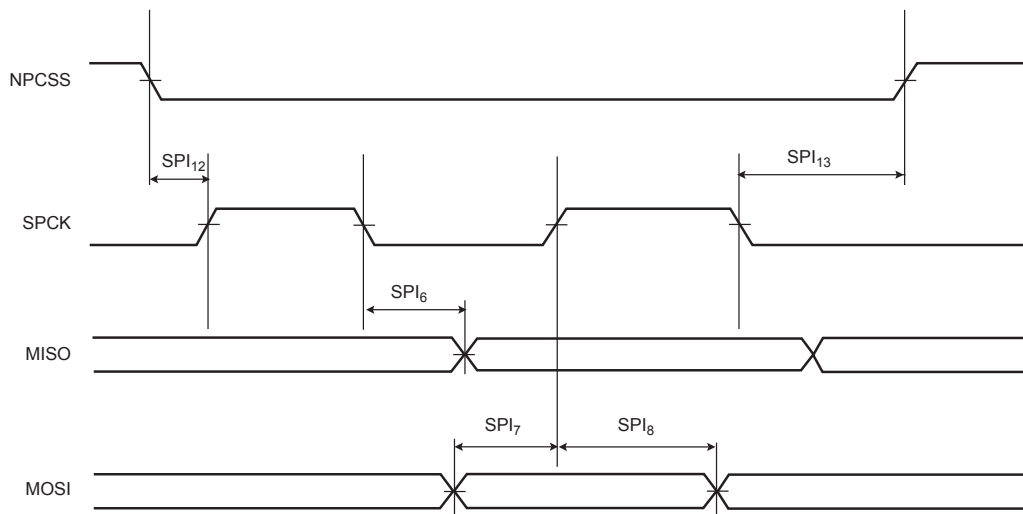 NPCSS
SPI₁₂
SPI₁₃
SPCK
SPI₆
MISO
SPI₇
SPI₈
MOSI